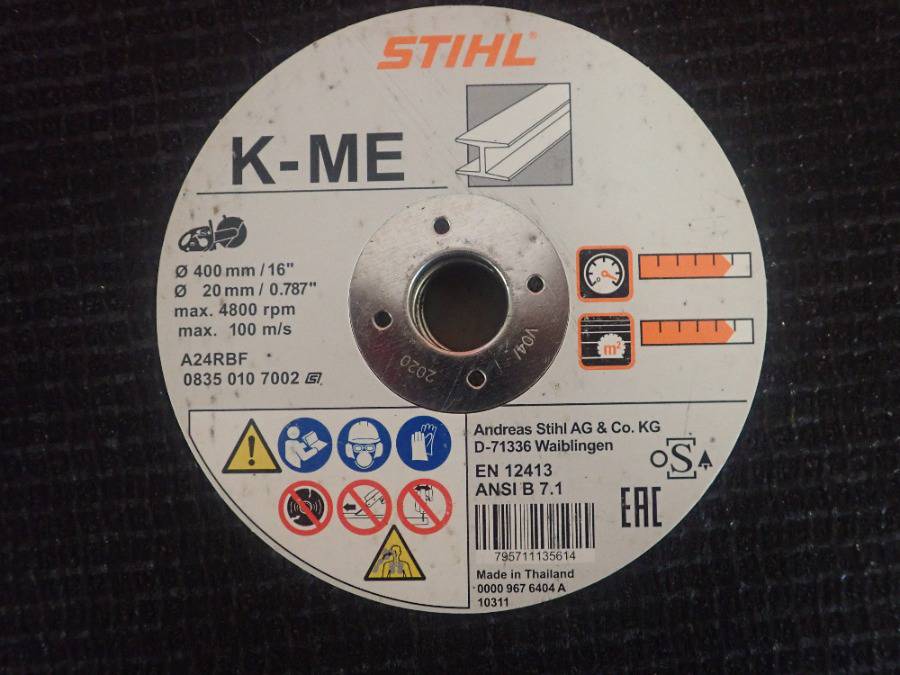 STIHL®
K-ME
Ø 400 mm / 16"
Ø 20 mm / 0.787"
max. 4800 rpm
max. 100 m/s
A24RBF
0835 010 7002
V04/
2020
m²
Andreas Stihl AG & Co. KG
D-71336 Waiblingen
EN 12413
ANSI B 7.1
S
EAC
795711135614
Made in Thailand
0000 967 6404 A
10311